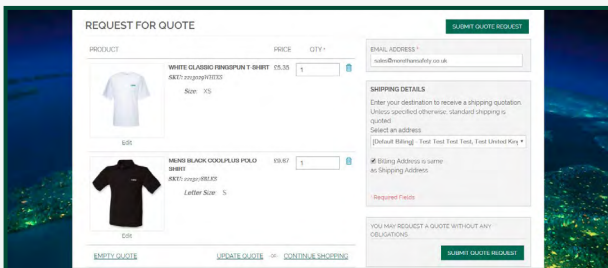 REQUEST FOR QUOTE
SUBMIT QUOTE REQUEST
PRODUCT PRICE QTY *
WHITE CLASSIC RINGSPUN T-SHIRT £5.35 1
SKU:
Size: XS
Edit
MENS BLACK COOLPLUS POLO SHIRT 1
SKU:
Letter Size: S
Edit
EMPTY QUOTE UPDATE QUOTE or CONTINUE SHOPPING
EMAIL ADDRESS *
sales@morethansafety.co.uk
SHIPPING DETAILS
Enter your destination to receive a shipping quotation.
Unless specified otherwise, standard shipping is
quoted
Select an address
[Default Billing] - Test Test Test Test, Test United King
Billing Address is same
as Shipping Address
* Required Fields
YOU MAY REQUEST A QUOTE WITHOUT ANY
OBLIGATIONS.
SUBMIT QUOTE REQUEST